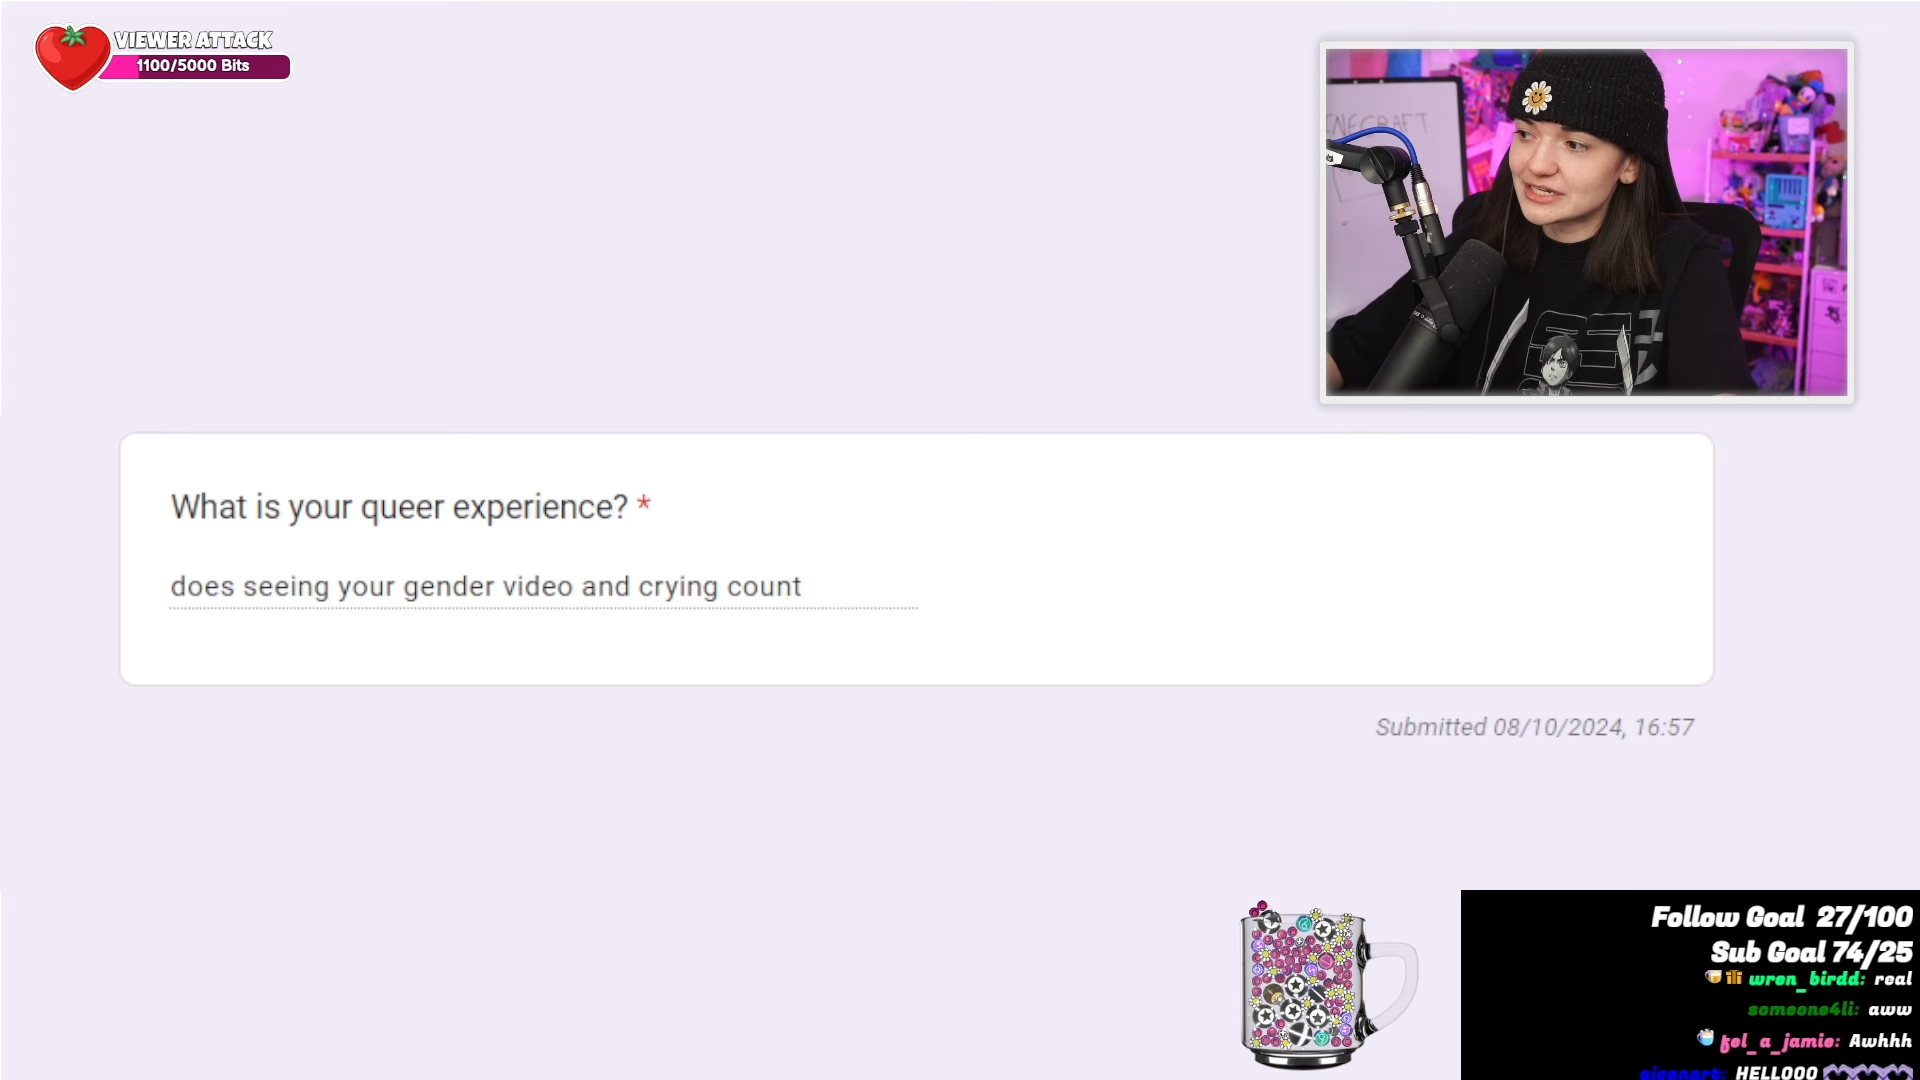 VIEWER ATTACK
1100/5000 Bits
What is your queer experience? *
does seeing your gender video and crying count
Submitted 08/10/2024, 16:57
Follow Goal 27/100
Sub Goal 74/25
wren_birdd: real
someone4li: aww
fel_a_jamie: Awhhh
HELLOOO